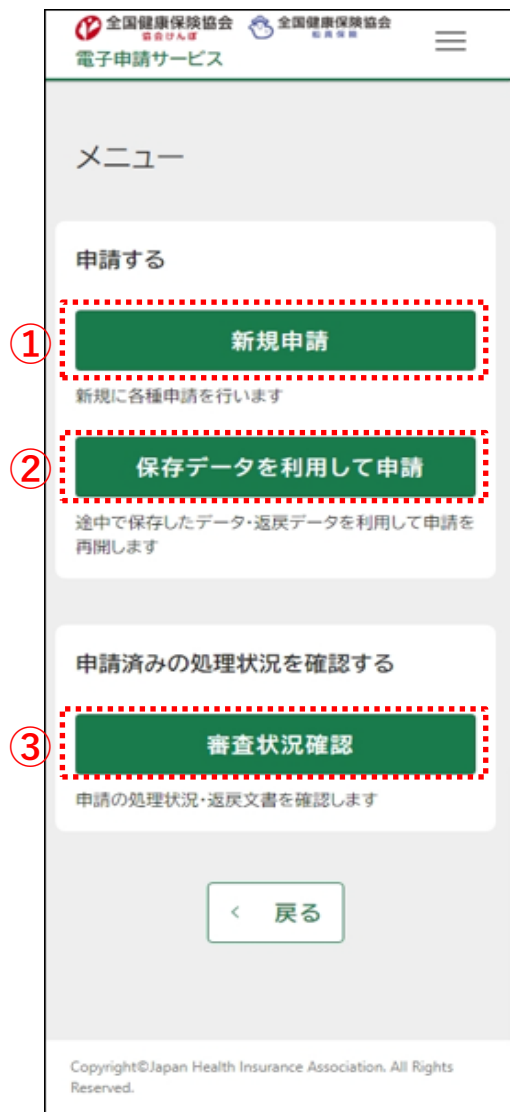 全国健康保険協会 全国健康保険協会
協会けんぽ 船員保険
電子申請サービス
メニュー
申請する
① 新規申請
新規に各種申請を行います
② 保存データを利用して申請
途中で保存したデータ・返戻データを利用して申請を
再開します
申請済みの処理状況を確認する
③ 審査状況確認
申請の処理状況・返戻文書を確認します
< 戻る
Copyright©Japan Health Insurance Association. All Rights
Reserved.